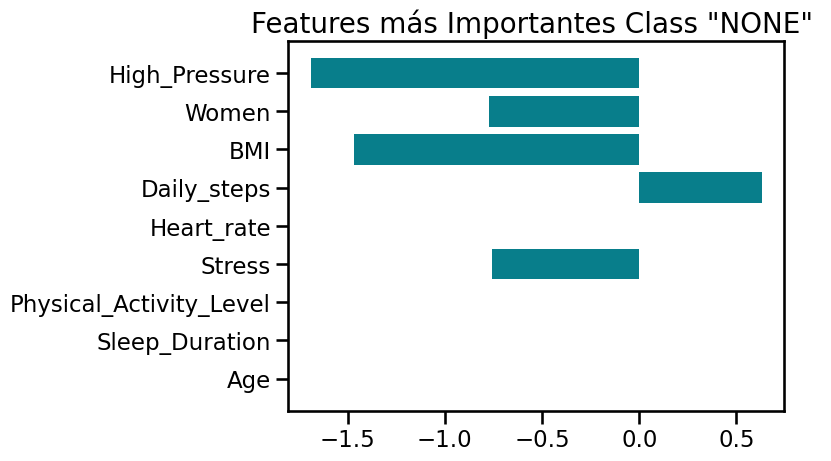 Features más Importantes Class "NONE"
High_Pressure
Women
BMI
Daily_steps
Heart_rate
Stress
Physical_Activity_Level
Sleep_Duration
Age
−1.5 −1.0 −0.5 0.0 0.5